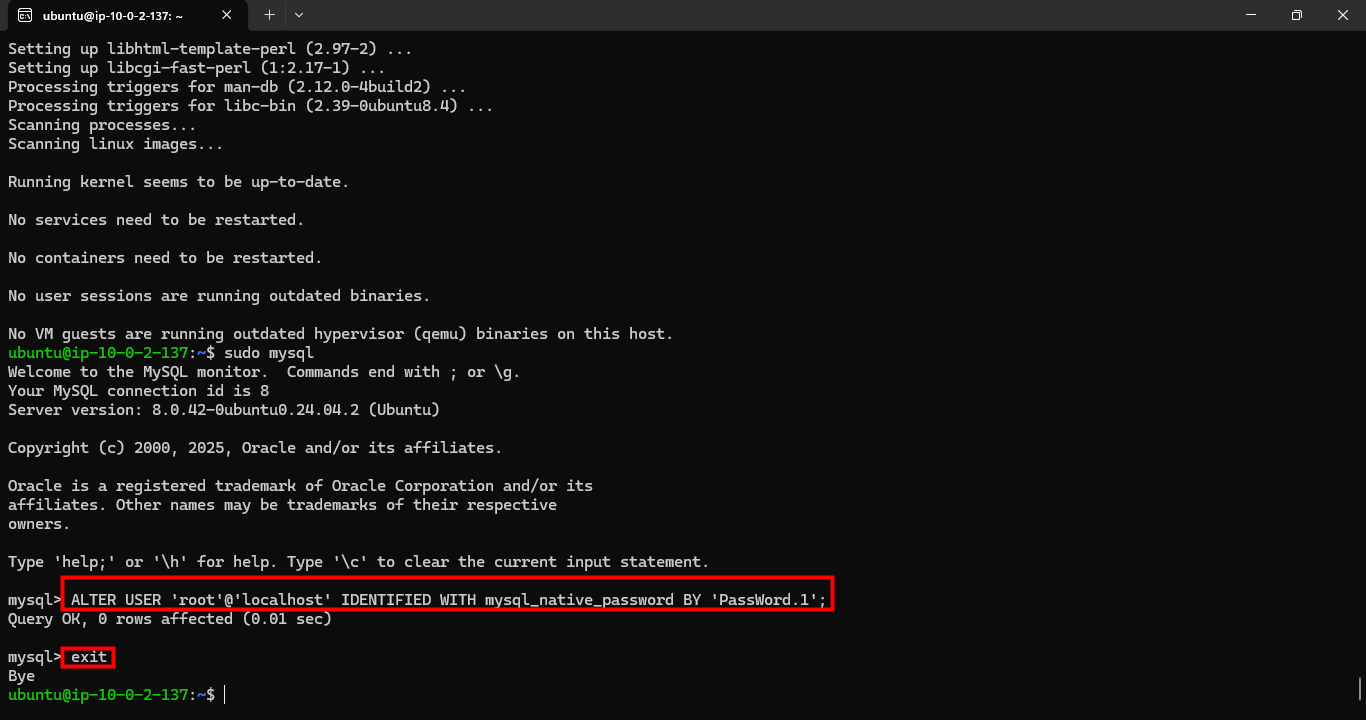 ubuntu@ip-10-0-2-137: ~
Setting up libhtml-template-perl (2.97-2) ...
Setting up libcgi-fast-perl (1:2.17-1) ...
Processing triggers for man-db (2.12.0-4build2) ...
Processing triggers for libc-bin (2.39-0ubuntu8.4) ...
Scanning processes...
Scanning linux images...
Running kernel seems to be up-to-date.
No services need to be restarted.
No containers need to be restarted.
No user sessions are running outdated binaries.
No VM guests are running outdated hypervisor (qemu) binaries on this host.
ubuntu@ip-10-0-2-137:~$ sudo mysql
Welcome to the MySQL monitor.  Commands end with ; or \g.
Your MySQL connection id is 8
Server version: 8.0.42-0ubuntu0.24.04.2 (Ubuntu)
Copyright (c) 2000, 2025, Oracle and/or its affiliates.
Oracle is a registered trademark of Oracle Corporation and/or its
affiliates. Other names may be trademarks of their respective
owners.
Type 'help;' or '\h' for help. Type '\c' to clear the current input statement.
mysql> ALTER USER 'root'@'localhost' IDENTIFIED WITH mysql_native_password BY 'PassWord.1';
Query OK, 0 rows affected (0.01 sec)
mysql> exit
Bye
ubuntu@ip-10-0-2-137:~$